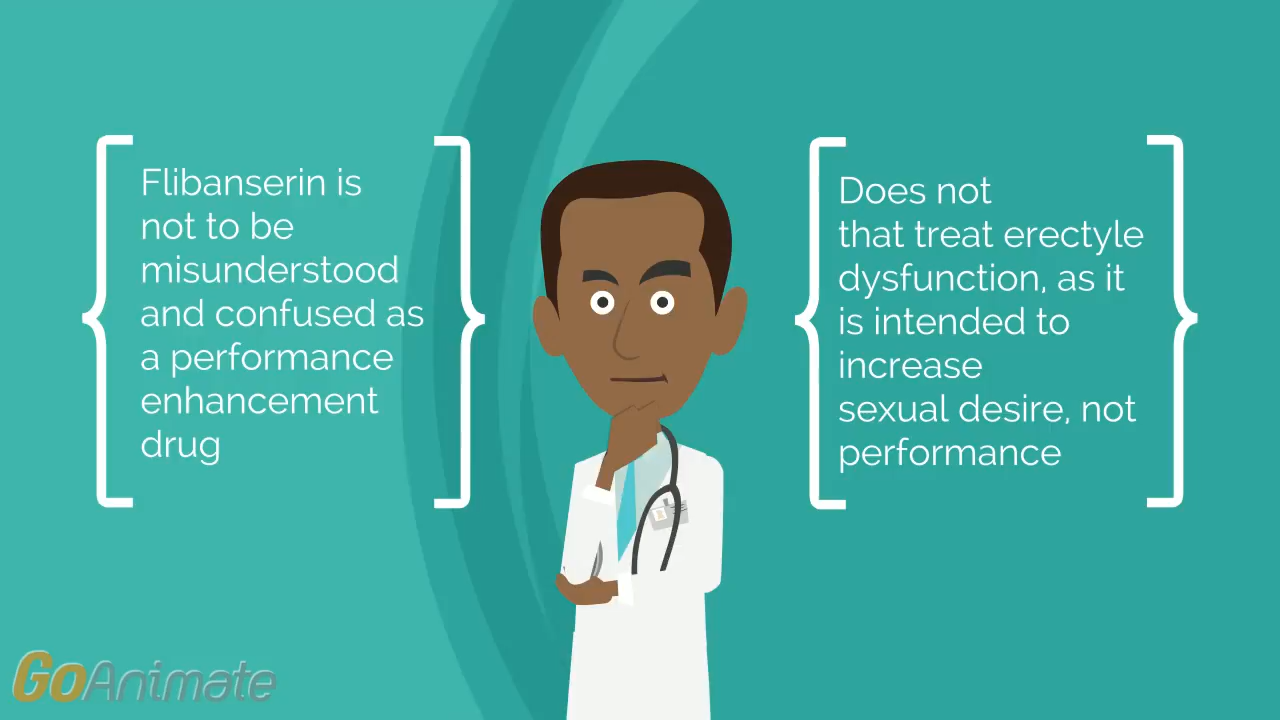 Flibanserin is
not to be
misunderstood
and confused as
a performance
enhancement
drug
Does not
that treat erectyle
dysfunction, as it
is intended to
increase
sexual desire, not
performance
GoAnimate